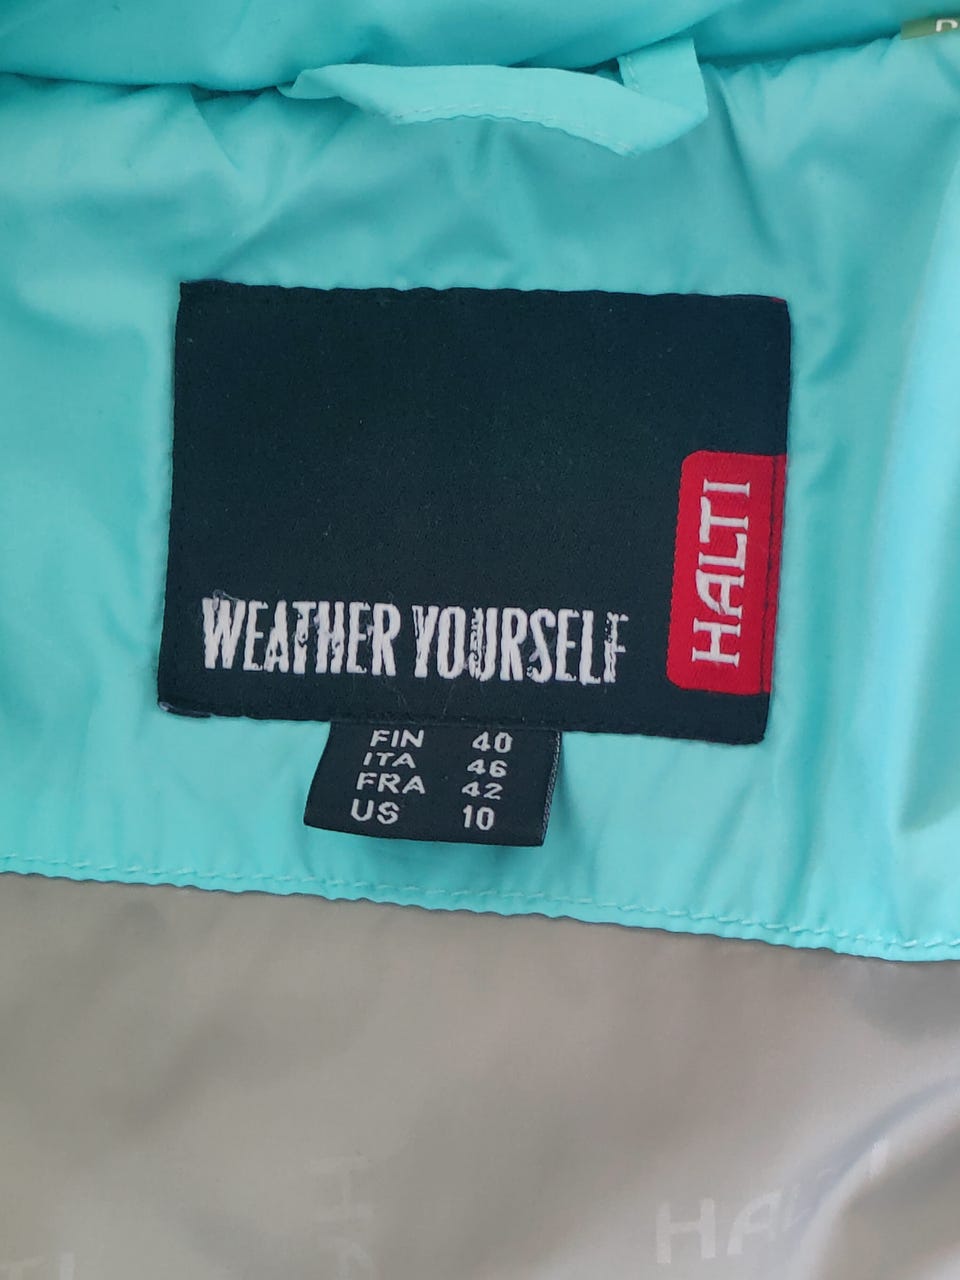 HALTI
WEATHER YOURSELF
FIN 40
ITA 46
FRA 42
US 10
HALTI